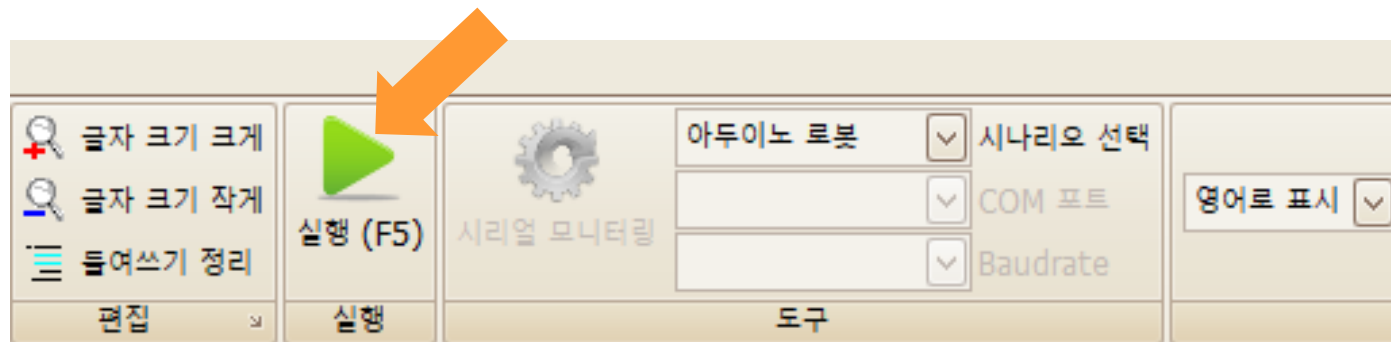 글자 크기 크게
글자 크기 작게
들여쓰기 정리
편집
실행 (F5)
실행
시리얼 모니터링
아두이노 로봇
시나리오 선택
COM 포트
Baudrate
도구
영어로 표시